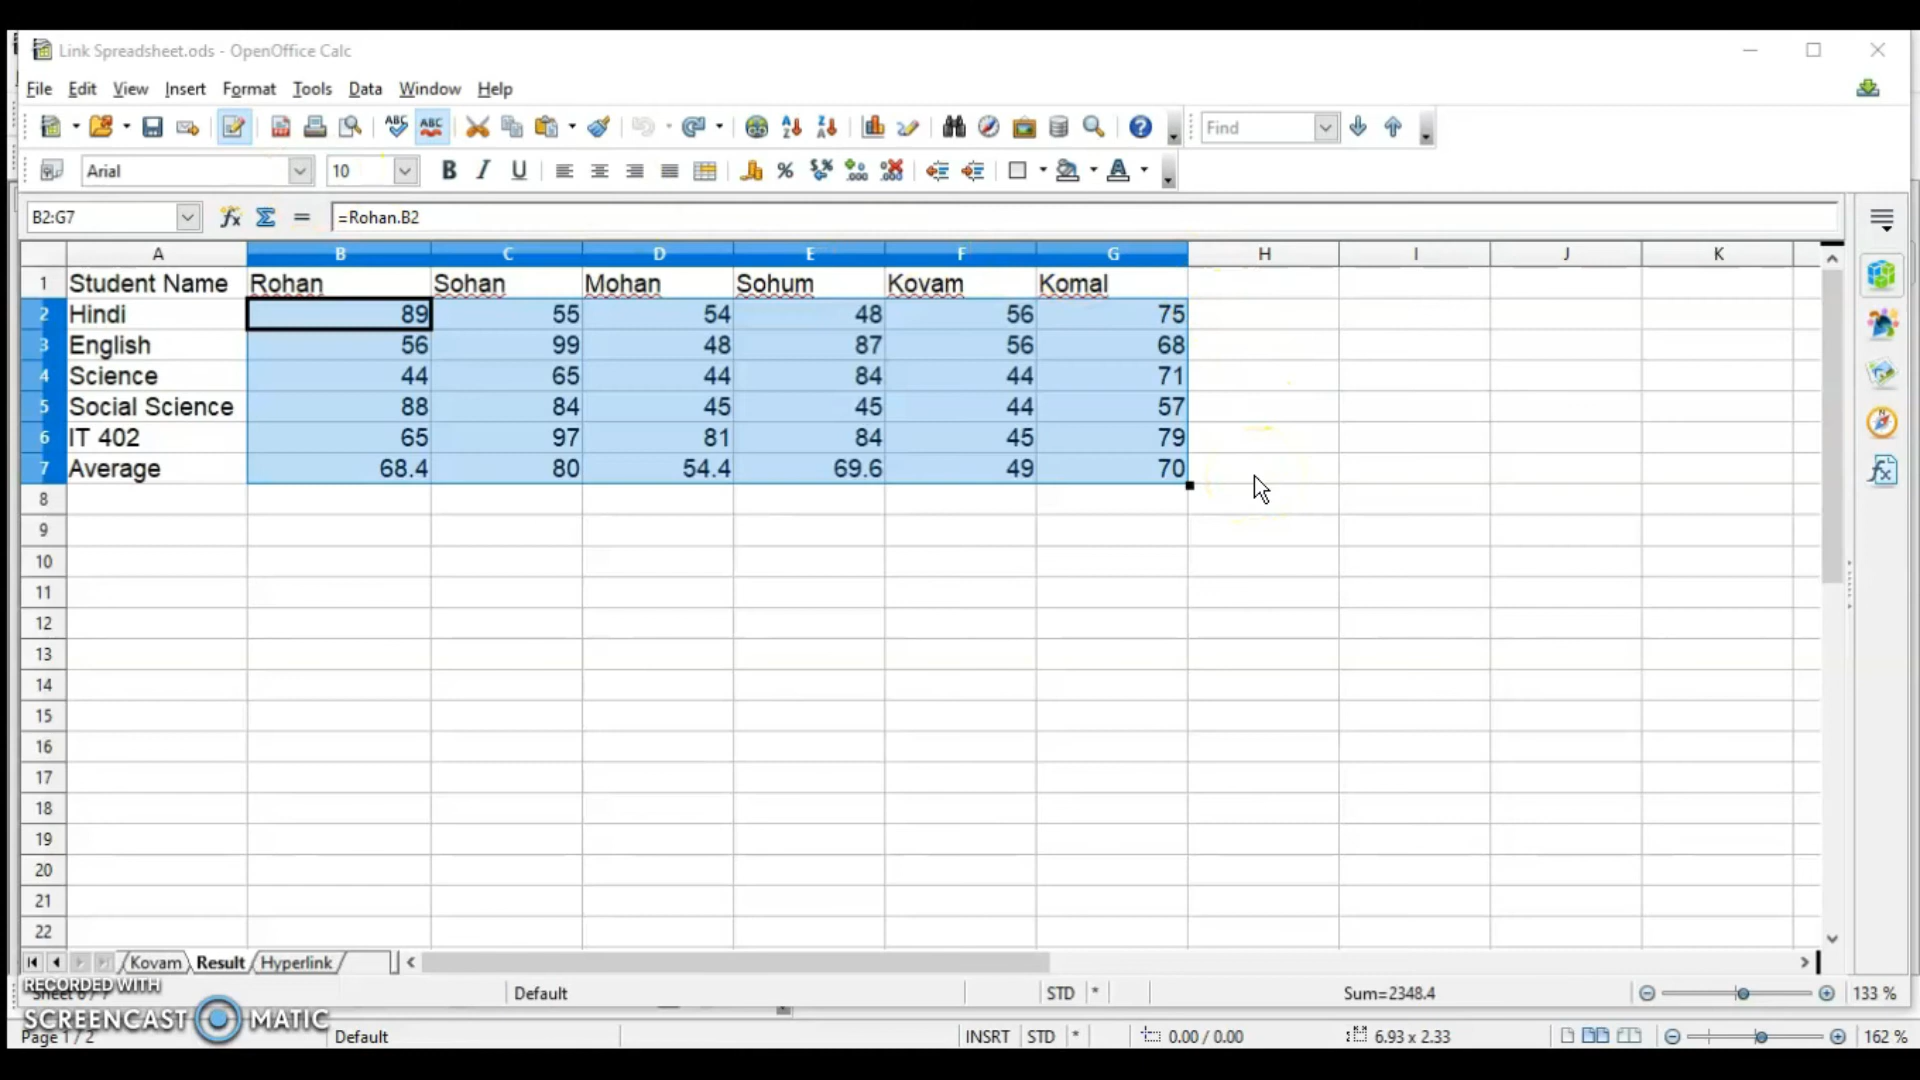 Link Spreadsheet.ods - OpenOffice Calc
File Edit View Insert Format Tools Data Window Help
ABC ABC Find
Arial 10 B I U %
B2:G7 =Rohan.B2
A B C D E F G H I J K
1 Student Name Rohan Sohan Mohan Sohum Kovam Komal
2 Hindi 89 55 54 48 56 75
3 English 56 99 48 87 56 68
4 Science 44 65 44 84 44 71
5 Social Science 88 84 45 45 44 57
6 IT 402 65 97 81 84 45 79
7 Average 68.4 80 54.4 69.6 49 70
8
9
10
11
12
13
14
15
16
17
18
19
20
21
22
Kovam Result Hyperlink
RECORDED WITH
Default STD * Sum=2348.4 133 %
SCREENCAST MATIC
Page 1 / 2 Default INSRT STD * 0.00 / 0.00 6.93 x 2.33 162 %